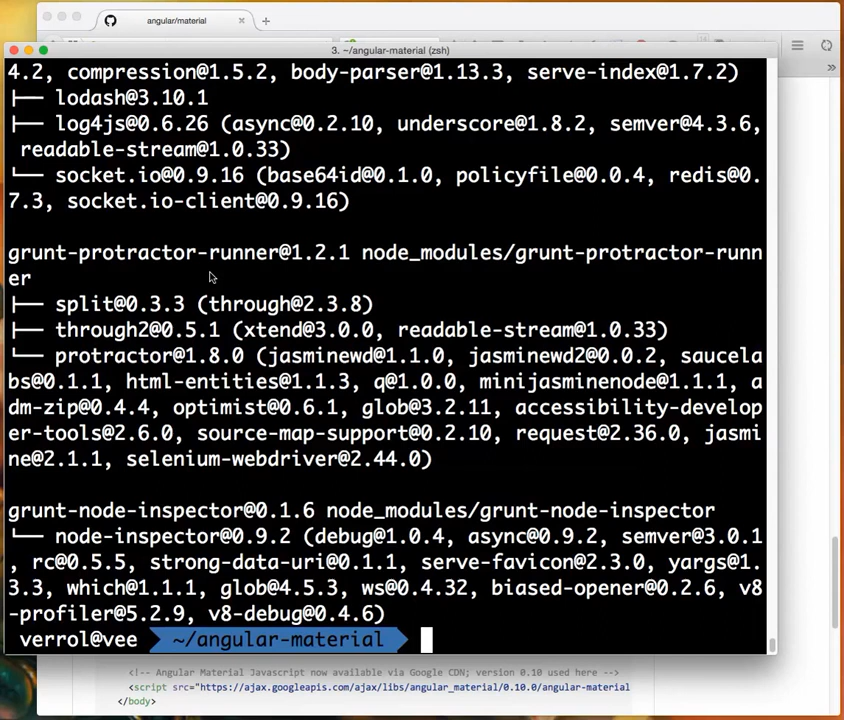 angular/material
3. ~/angular-material (zsh)
4.2, compression@1.5.2, body-parser@1.13.3, serve-index@1.7.2)
├── lodash@3.10.1
├── log4js@0.6.26 (async@0.2.10, underscore@1.8.2, semver@4.3.6,
readable-stream@1.0.33)
└── socket.io@0.9.16 (base64id@0.1.0, policyfile@0.0.4, redis@0.
7.3, socket.io-client@0.9.16)
grunt-protractor-runner@1.2.1 node_modules/grunt-protractor-runn
er
├── split@0.3.3 (through@2.3.8)
├── through2@0.5.1 (xtend@3.0.0, readable-stream@1.0.33)
└── protractor@1.8.0 (jasminewd@1.1.0, jasminewd2@0.0.2, saucela
bs@0.1.1, html-entities@1.1.3, q@1.0.0, minijasminenode@1.1.1, a
dm-zip@0.4.4, optimist@0.6.1, glob@3.2.11, accessibility-develop
er-tools@2.6.0, source-map-support@0.2.10, request@2.36.0, jasmi
ne@2.1.1, selenium-webdriver@2.44.0)
grunt-node-inspector@0.1.6 node_modules/grunt-node-inspector
└── node-inspector@0.9.2 (debug@1.0.4, async@0.9.2, semver@3.0.1
, rc@0.5.5, strong-data-uri@0.1.1, serve-favicon@2.3.0, yargs@1.
3.3, which@1.1.1, glob@4.5.3, ws@0.4.32, biased-opener@0.2.6, v8
-profiler@5.2.9, v8-debug@0.4.6)
verrol@vee ~/angular-material
<!-- Angular Material Javascript now available via Google CDN; version 0.10 used here -->
<script src="https://ajax.googleapis.com/ajax/libs/angular_material/0.10.0/angular-material
</body>